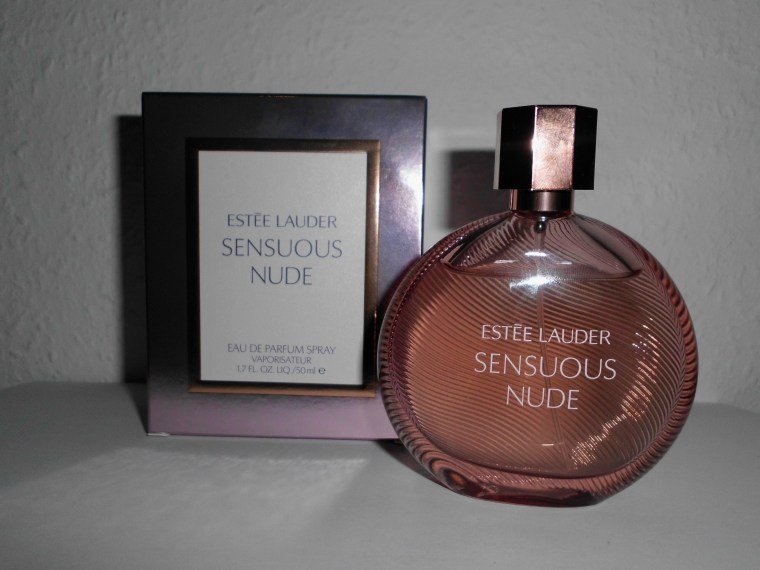 ESTĒE LAUDER
SENSUOUS
NUDE
EAU DE PARFUM SPRAY
VAPORISATEUR
1.7 FL. OZ. LIQ./50 ml ℮
ESTĒE LAUDER
SENSUOUS
NUDE